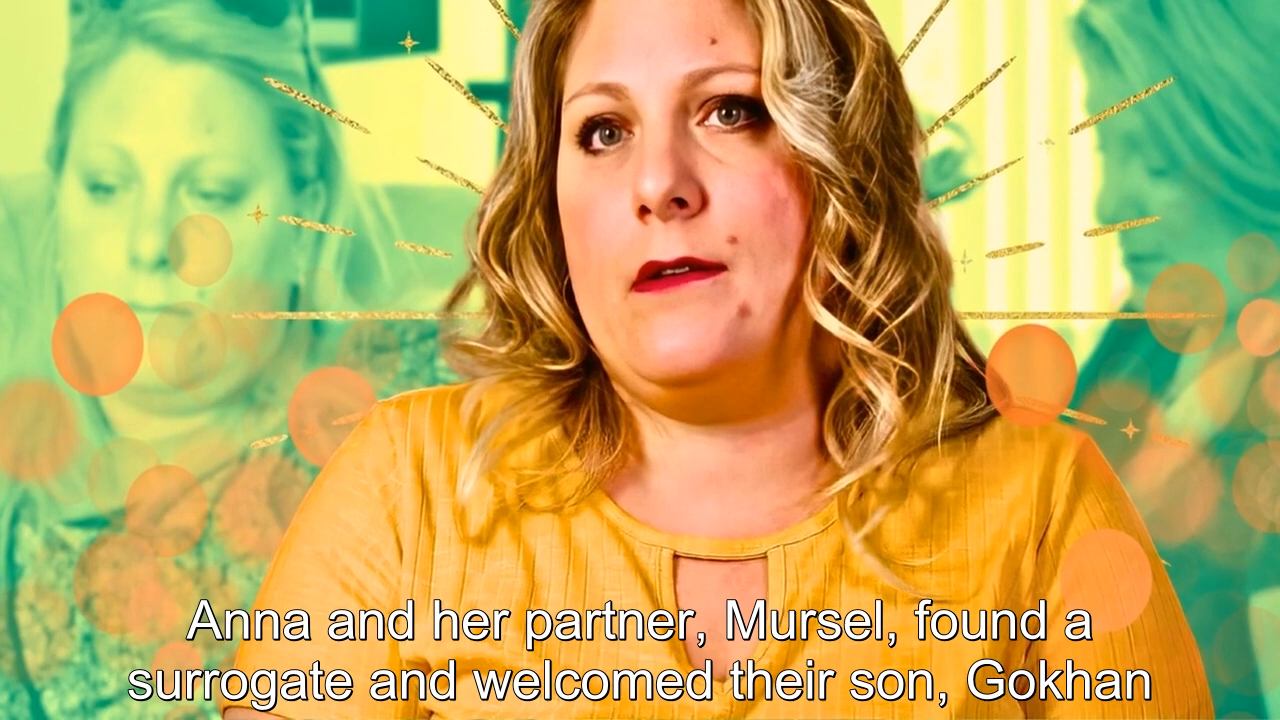 Anna and her partner, Mursel, found a
surrogate and welcomed their son, Gokhan